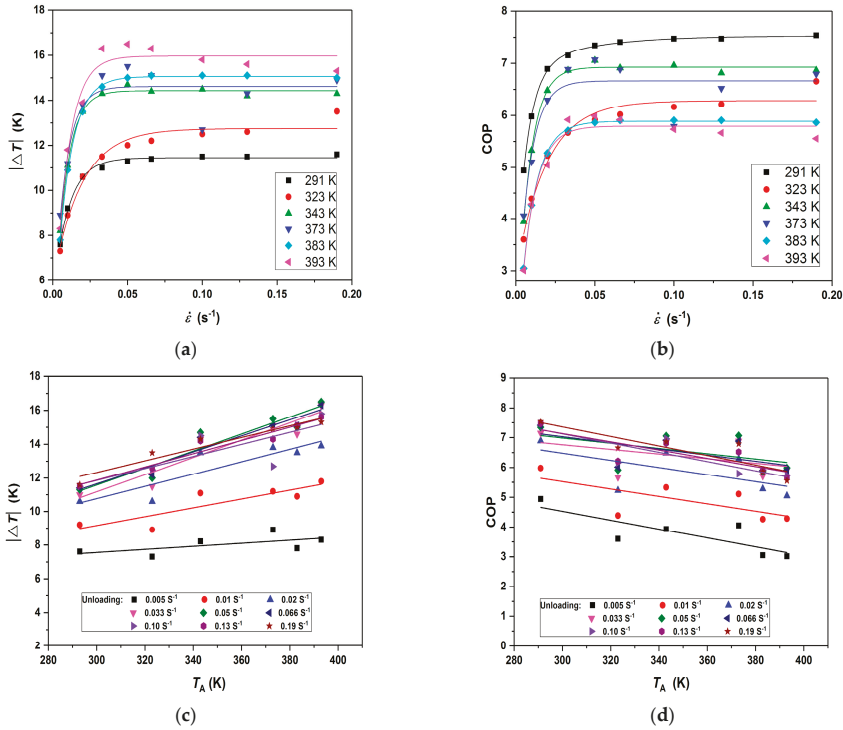 (a)
|△T| (K)
18
16
14
12
10
8
6
291 K
323 K
343 K
373 K
383 K
393 K
0.00 0.05 0.10 0.15 0.20
ε̇ (s⁻¹)
(b)
COP
8
7
6
5
4
3
291 K
323 K
343 K
373 K
383 K
393 K
0.00 0.05 0.10 0.15 0.20
ε̇ (s⁻¹)
(c)
|△T| (K)
18
16
14
12
10
8
6
4
2
Unloading: 0.005 S⁻¹ 0.01 S⁻¹ 0.02 S⁻¹
0.033 S⁻¹ 0.05 S⁻¹ 0.066 S⁻¹
0.10 S⁻¹ 0.13 S⁻¹ 0.19 S⁻¹
280 300 320 340 360 380 400
T_A (K)
(d)
COP
9
8
7
6
5
4
3
2
1
0
Unloading: 0.005 S⁻¹ 0.01 S⁻¹ 0.02 S⁻¹
0.033 S⁻¹ 0.05 S⁻¹ 0.066 S⁻¹
0.10 S⁻¹ 0.13 S⁻¹ 0.19 S⁻¹
280 300 320 340 360 380 400
T_A (K)